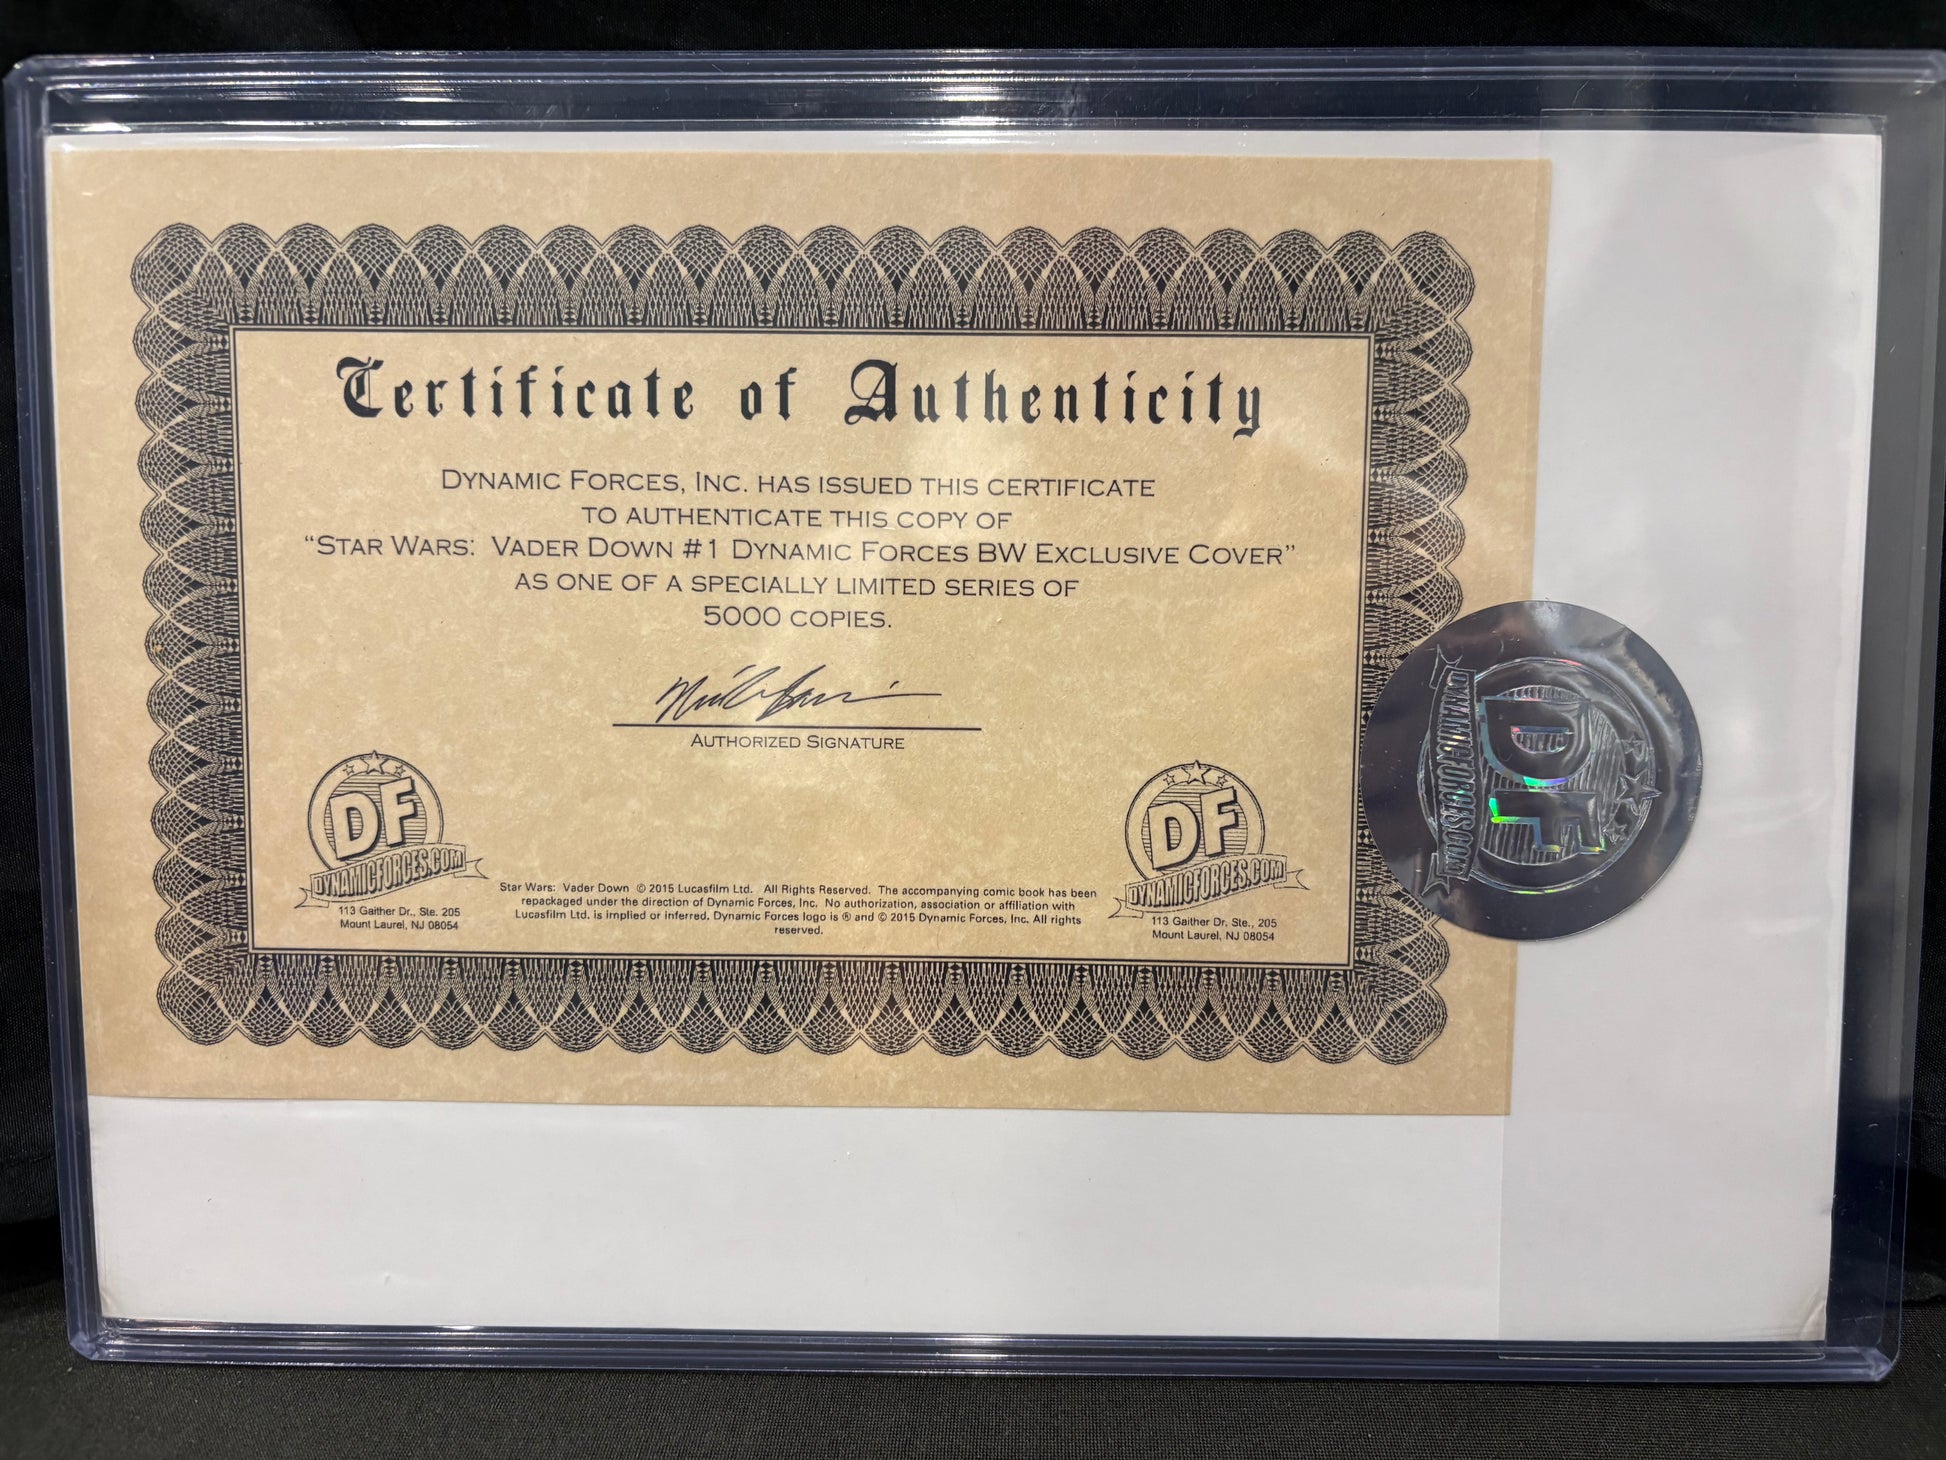 Certificate of Authenticity
DYNAMIC FORCES, INC. HAS ISSUED THIS CERTIFICATE
TO AUTHENTICATE THIS COPY OF
“STAR WARS: VADER DOWN #1 DYNAMIC FORCES BW EXCLUSIVE COVER”
AS ONE OF A SPECIALLY LIMITED SERIES OF
5000 COPIES.
AUTHORIZED SIGNATURE
DF
DYNAMICFORCES.COM
113 Gaither Dr., Ste. 205
Mount Laurel, NJ 08054
Star Wars: Vader Down © 2015 Lucasfilm Ltd. All Rights Reserved. The accompanying comic book has been
repackaged under the direction of Dynamic Forces, Inc. No authorization, association or affiliation with
Lucasfilm Ltd. is implied or inferred. Dynamic Forces logo is ® and © 2015 Dynamic Forces, Inc. All rights
reserved.
DF
DYNAMICFORCES.COM
113 Gaither Dr. Ste., 205
Mount Laurel, NJ 08054
DF
DYNAMICFORCES.COM